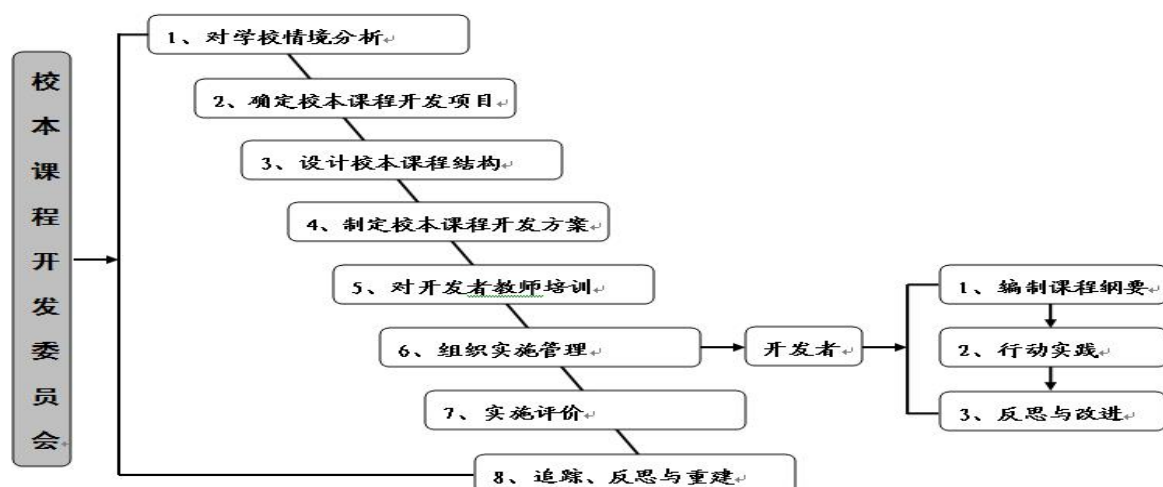 校本课程开发委员会
1、对学校情境分析
2、确定校本课程开发项目
3、设计校本课程结构
4、制定校本课程开发方案
5、对开发者教师培训
6、组织实施管理
7、实施评价
8、追踪、反思与重建
开发者
1、编制课程纲要
2、行动实践
3、反思与改进